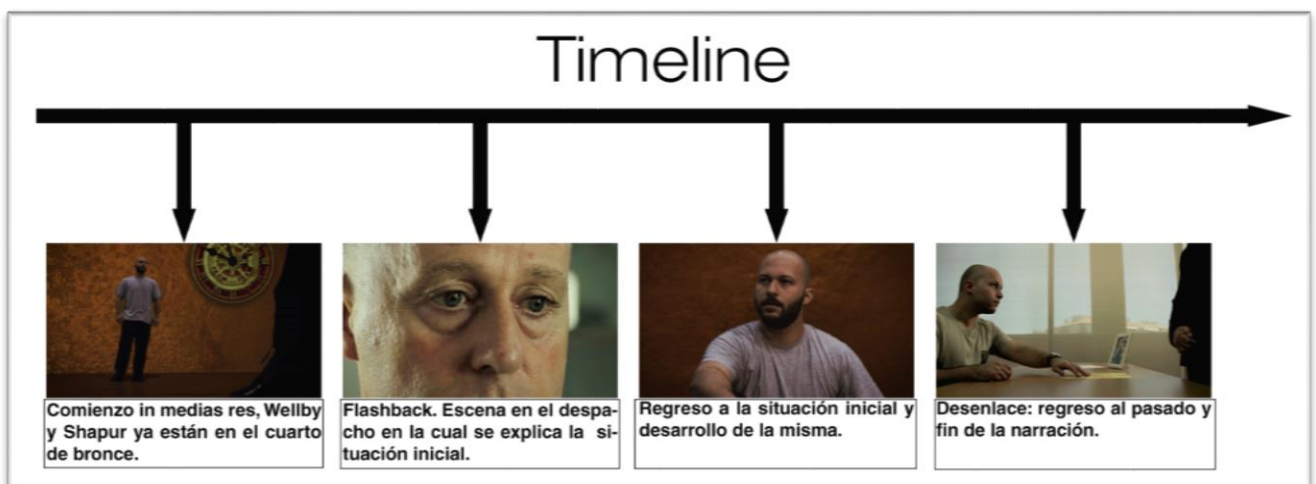 Timeline
Comienzo in medias res, Wellby
y Shapur ya están en el cuarto
de bronce.
Flashback. Escena en el despa-
cho en la cual se explica la si-
tuación inicial.
Regreso a la situación inicial y
desarrollo de la misma.
Desenlace: regreso al pasado y
fin de la narración.